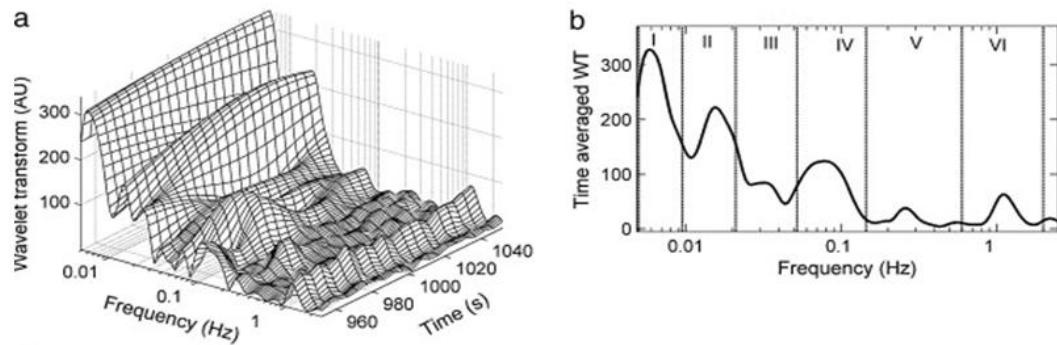 a
Wavelet transform (AU)
300
200
100
0.01
0.1
1
Frequency (Hz)
960
980
1000
1020
1040
Time (s)
b
I II III IV V VI
Time averaged WT
300
200
100
0
0.01 0.1 1
Frequency (Hz)